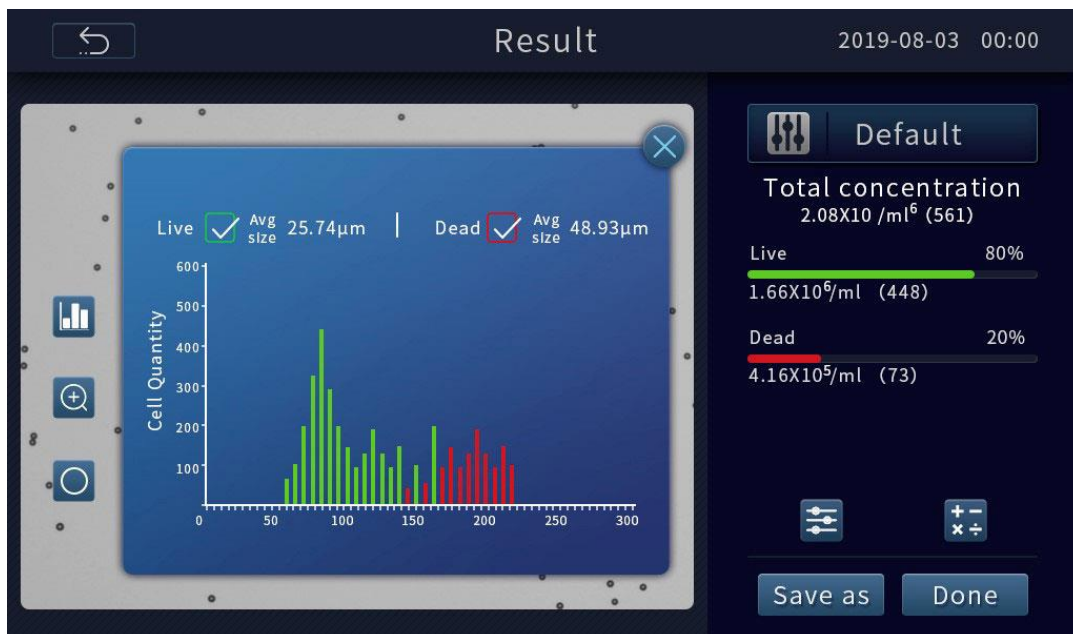 Result
2019-08-03 00:00
Default
Total concentration
2.08X10 /ml⁶ (561)
Live 80%
1.66X10⁶/ml (448)
Dead 20%
4.16X10⁵/ml (73)
Save as
Done
Live Avg size 25.74μm | Dead Avg size 48.93μm
Cell Quantity
600
500
400
300
200
100
0 50 100 150 200 250 300